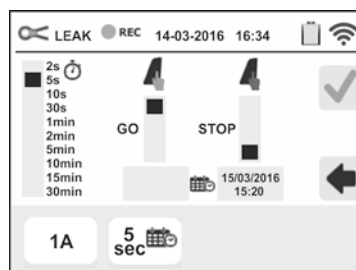 LEAK REC 14-03-2016 16:34
2s
5s
10s
30s
1min
2min
5min
10min
15min
30min
GO STOP
15/03/2016
15:20
1A
5
sec